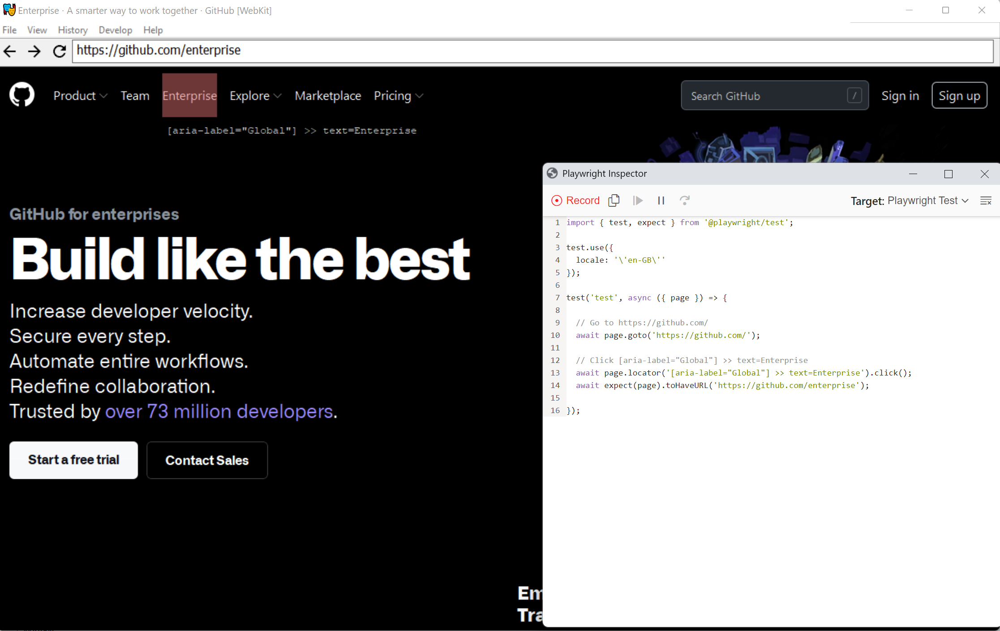 Enterprise · A smarter way to work together · GitHub [WebKit]
File View History Develop Help
https://github.com/enterprise
Product Team Enterprise Explore Marketplace Pricing Search GitHub / Sign in Sign up
[aria-label="Global"] >> text=Enterprise
GitHub for enterprises
Build like the best
Increase developer velocity.
Secure every step.
Automate entire workflows.
Redefine collaboration.
Trusted by over 73 million developers.
Start a free trial Contact Sales
Em
Tra
Playwright Inspector
Record Target: Playwright Test
1 import { test, expect } from '@playwright/test';
2
3 test.use({
4   locale: '\'en-GB\''
5 });
6
7 test('test', async ({ page }) => {
8
9   // Go to https://github.com/
10   await page.goto('https://github.com/');
11
12   // Click [aria-label="Global"] >> text=Enterprise
13   await page.locator('[aria-label="Global"] >> text=Enterprise').click();
14   await expect(page).toHaveURL('https://github.com/enterprise');
15
16 });